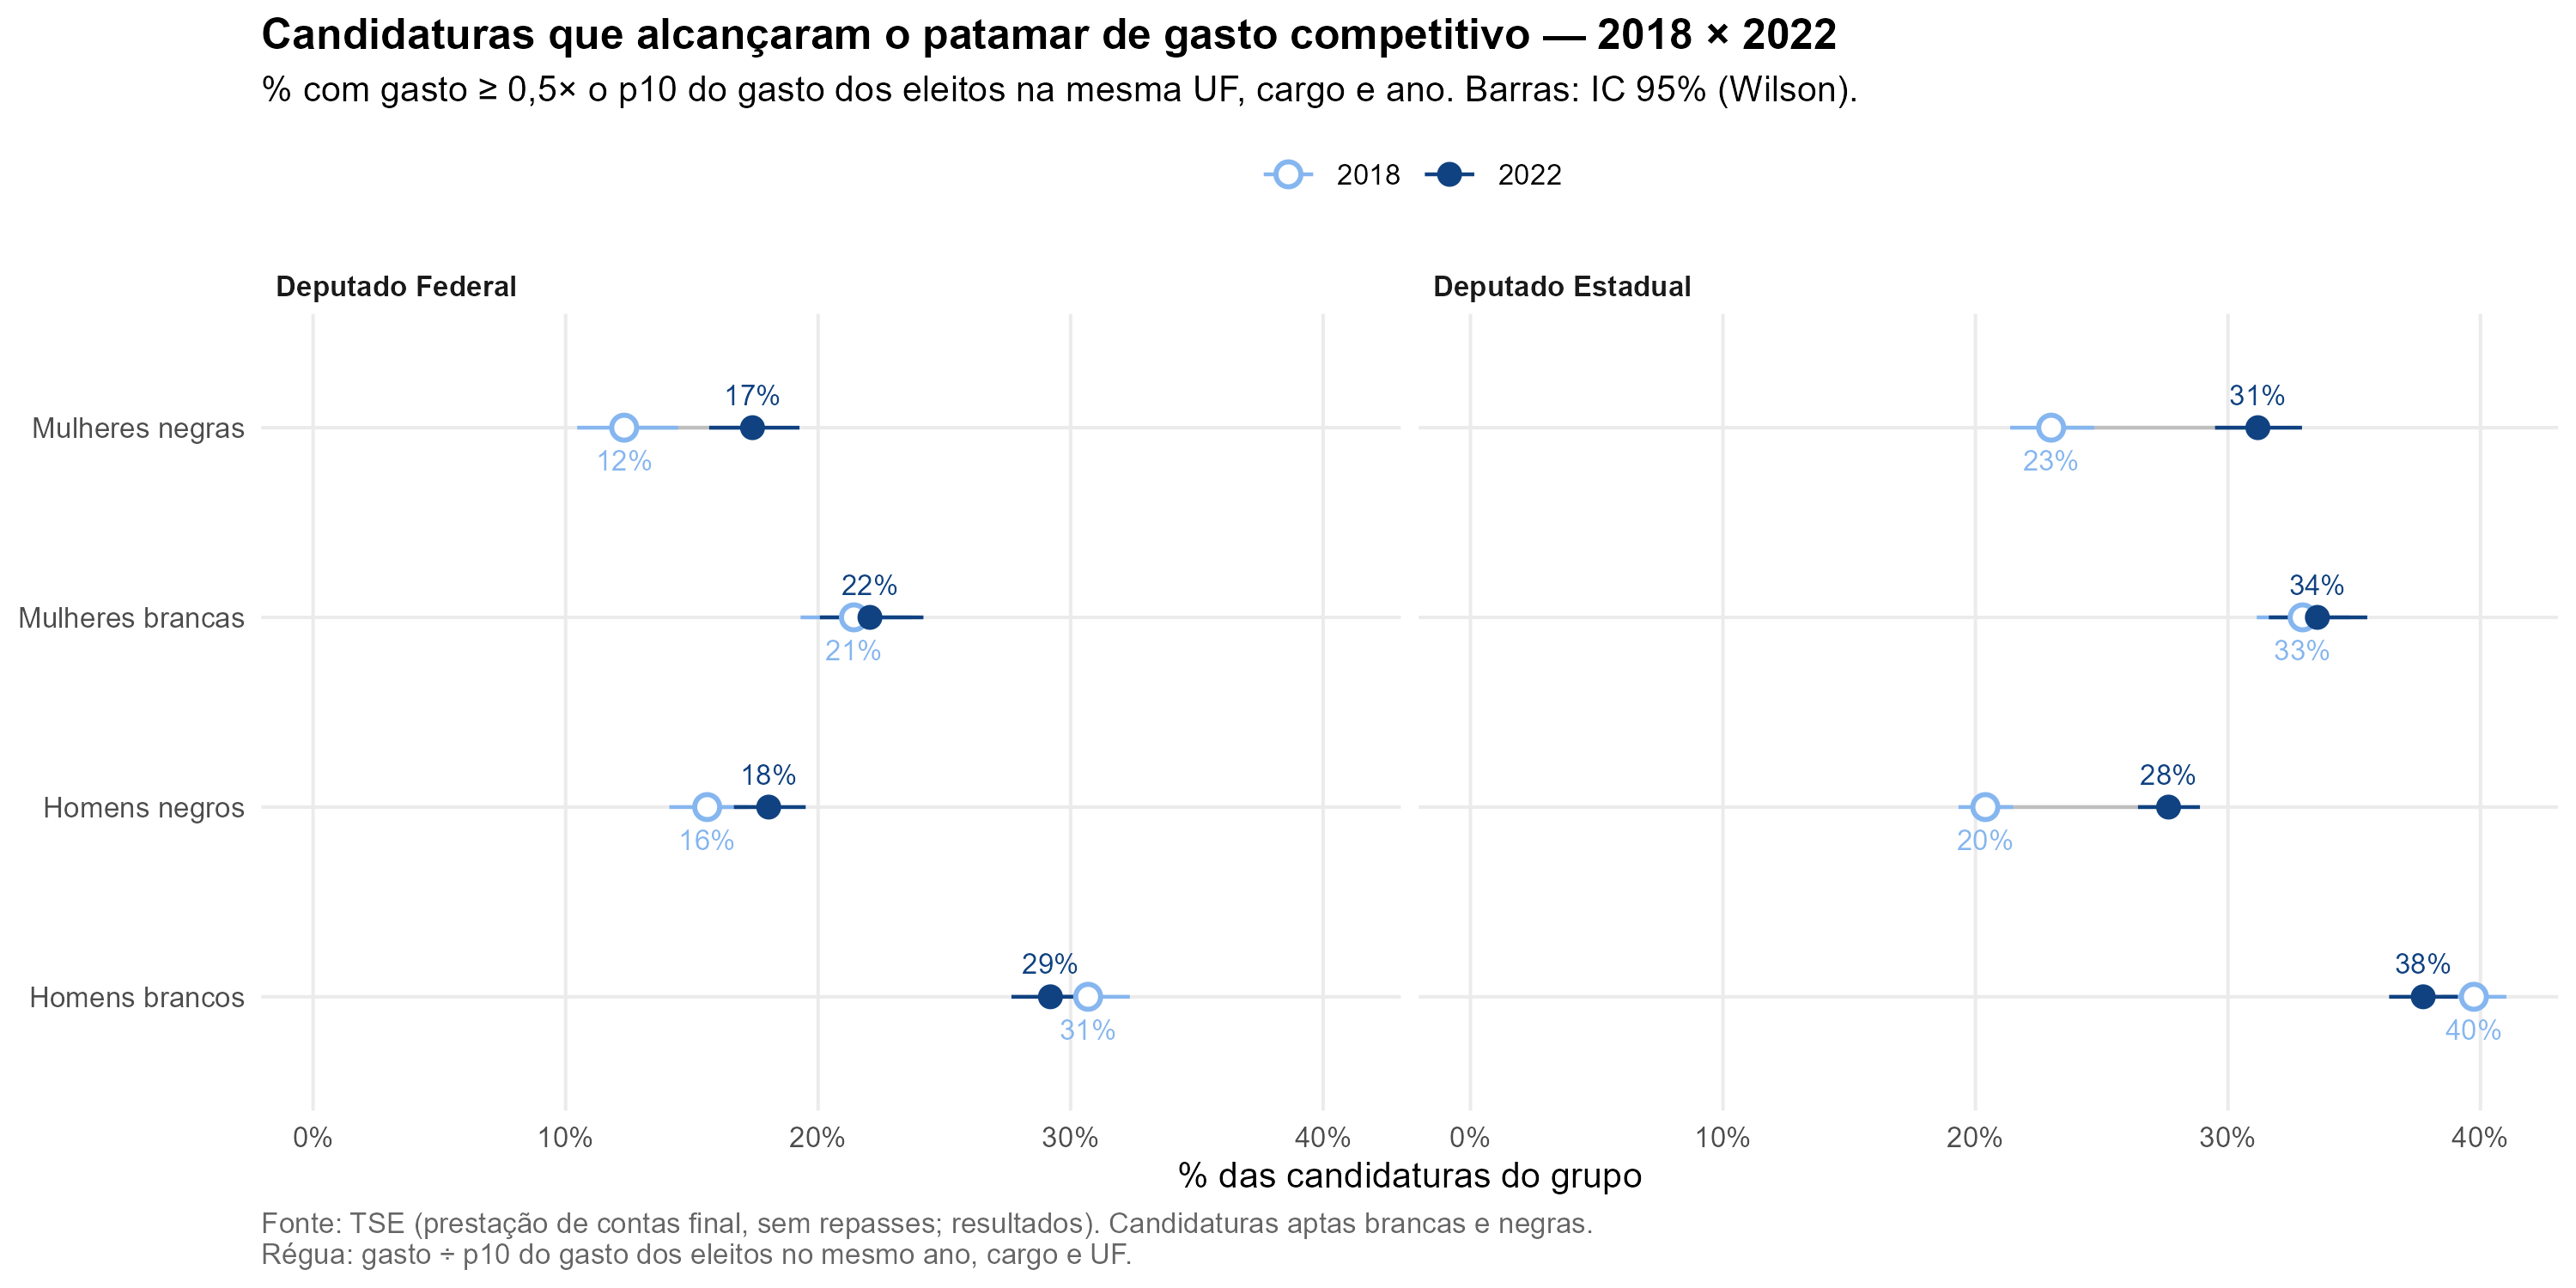 Candidaturas que alcançaram o patamar de gasto competitivo — 2018 × 2022
% com gasto ≥ 0,5× o p10 do gasto dos eleitos na mesma UF, cargo e ano. Barras: IC 95% (Wilson).
2018 2022
Deputado Federal
Deputado Estadual
Mulheres negras
17%
12%
31%
23%
Mulheres brancas
22%
21%
34%
33%
Homens negros
18%
16%
28%
20%
Homens brancos
29%
31%
38%
40%
0% 10% 20% 30% 40%
0% 10% 20% 30% 40%
% das candidaturas do grupo
Fonte: TSE (prestação de contas final, sem repasses; resultados). Candidaturas aptas brancas e negras.
Régua: gasto ÷ p10 do gasto dos eleitos no mesmo ano, cargo e UF.